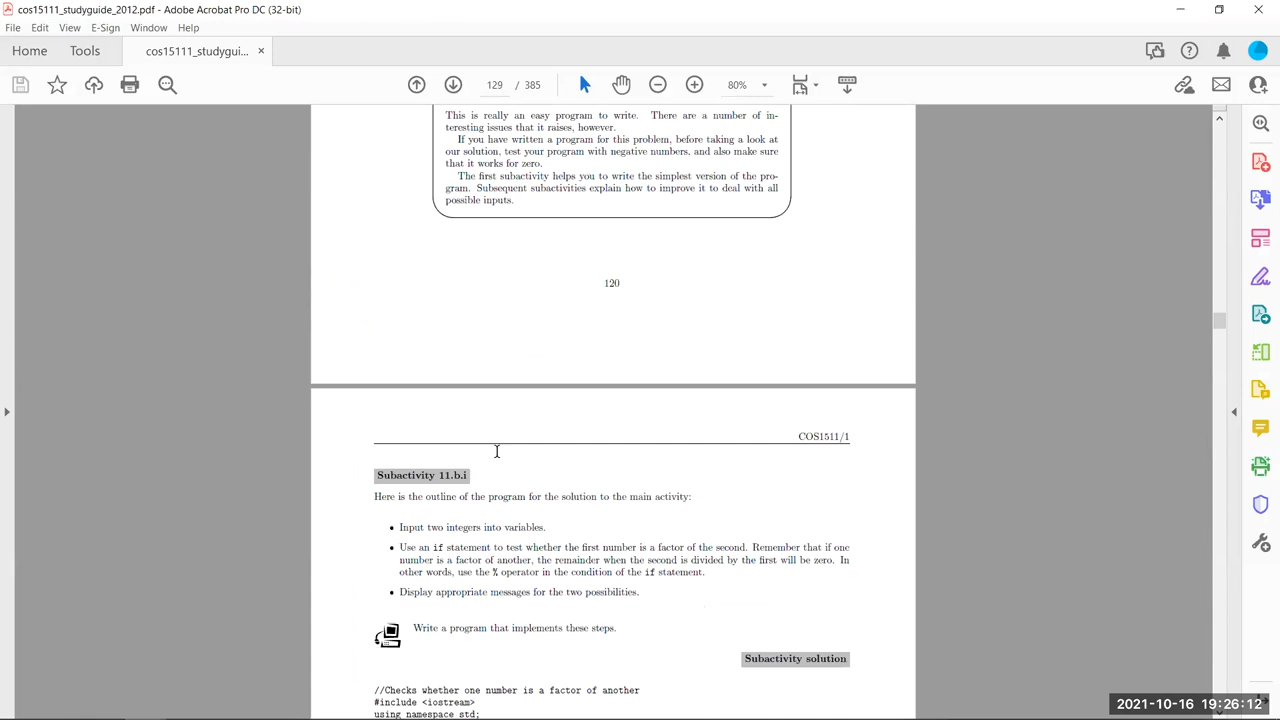 cos15111_studyguide_2012.pdf - Adobe Acrobat Pro DC (32-bit)
File Edit View E-Sign Window Help
Home Tools cos15111_studygui... ×
129 / 385 80%
This is really an easy program to write. There are a number of in-
teresting issues that it raises, however.
If you have written a program for this problem, before taking a look at
our solution, test your program with negative numbers, and also make sure
that it works for zero.
The first subactivity helps you to write the simplest version of the pro-
gram. Subsequent subactivities explain how to improve it to deal with all
possible inputs.
120
COS1511/1
Subactivity 11.b.i
Here is the outline of the program for the solution to the main activity:
• Input two integers into variables.
• Use an if statement to test whether the first number is a factor of the second. Remember that if one
number is a factor of another, the remainder when the second is divided by the first will be zero. In
other words, use the % operator in the condition of the if statement.
• Display appropriate messages for the two possibilities.
Write a program that implements these steps.
Subactivity solution
//Checks whether one number is a factor of another
#include <iostream>
using namespace std;
2021-10-16 19:26:12